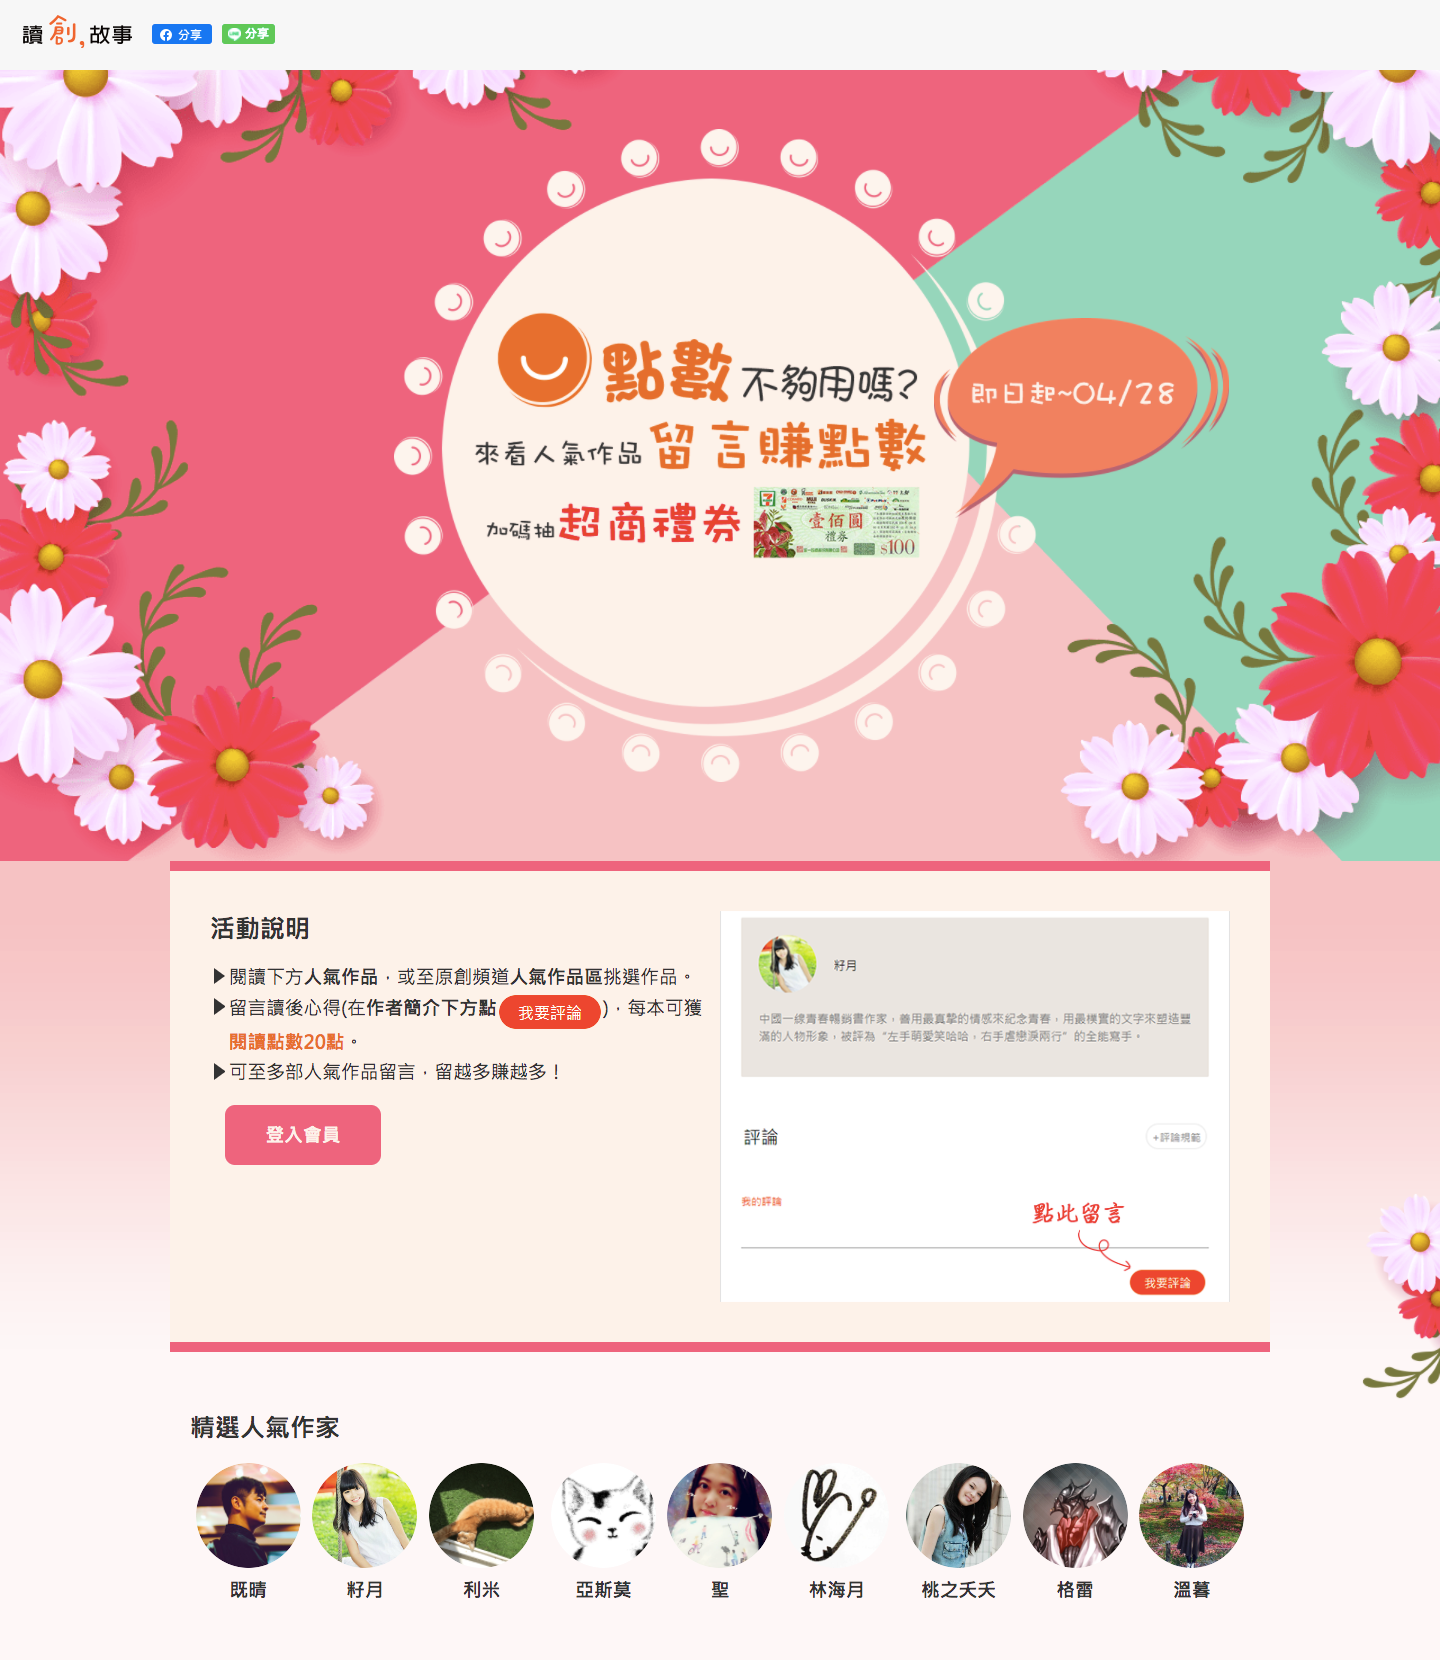 讀創,故事
分享
分享
點數不夠用嗎?
來看人氣作品留言賺點數
加碼抽超商禮券
壹佰圓
禮券
$100
即日起~04/28
活動說明
▶閱讀下方人氣作品,或至原創頻道人氣作品區挑選作品。
▶留言讀後心得(在作者簡介下方點 我要評論 ),每本可獲
閱讀點數20點。
▶可至多部人氣作品留言,留越多賺越多!
登入會員
籽月
中國一線青春暢銷書作家,善用最真摯的情感來紀念青春,用最樸實的文字來塑造豐
滿的人物形象,被評為“左手萌愛笑哈哈,右手虐戀淚兩行”的全能寫手。
評論
+評論規範
我的評論
點此留言
我要評論
精選人氣作家
既晴
籽月
利米
亞斯莫
聖
林海月
桃之夭夭
格雷
溫暮